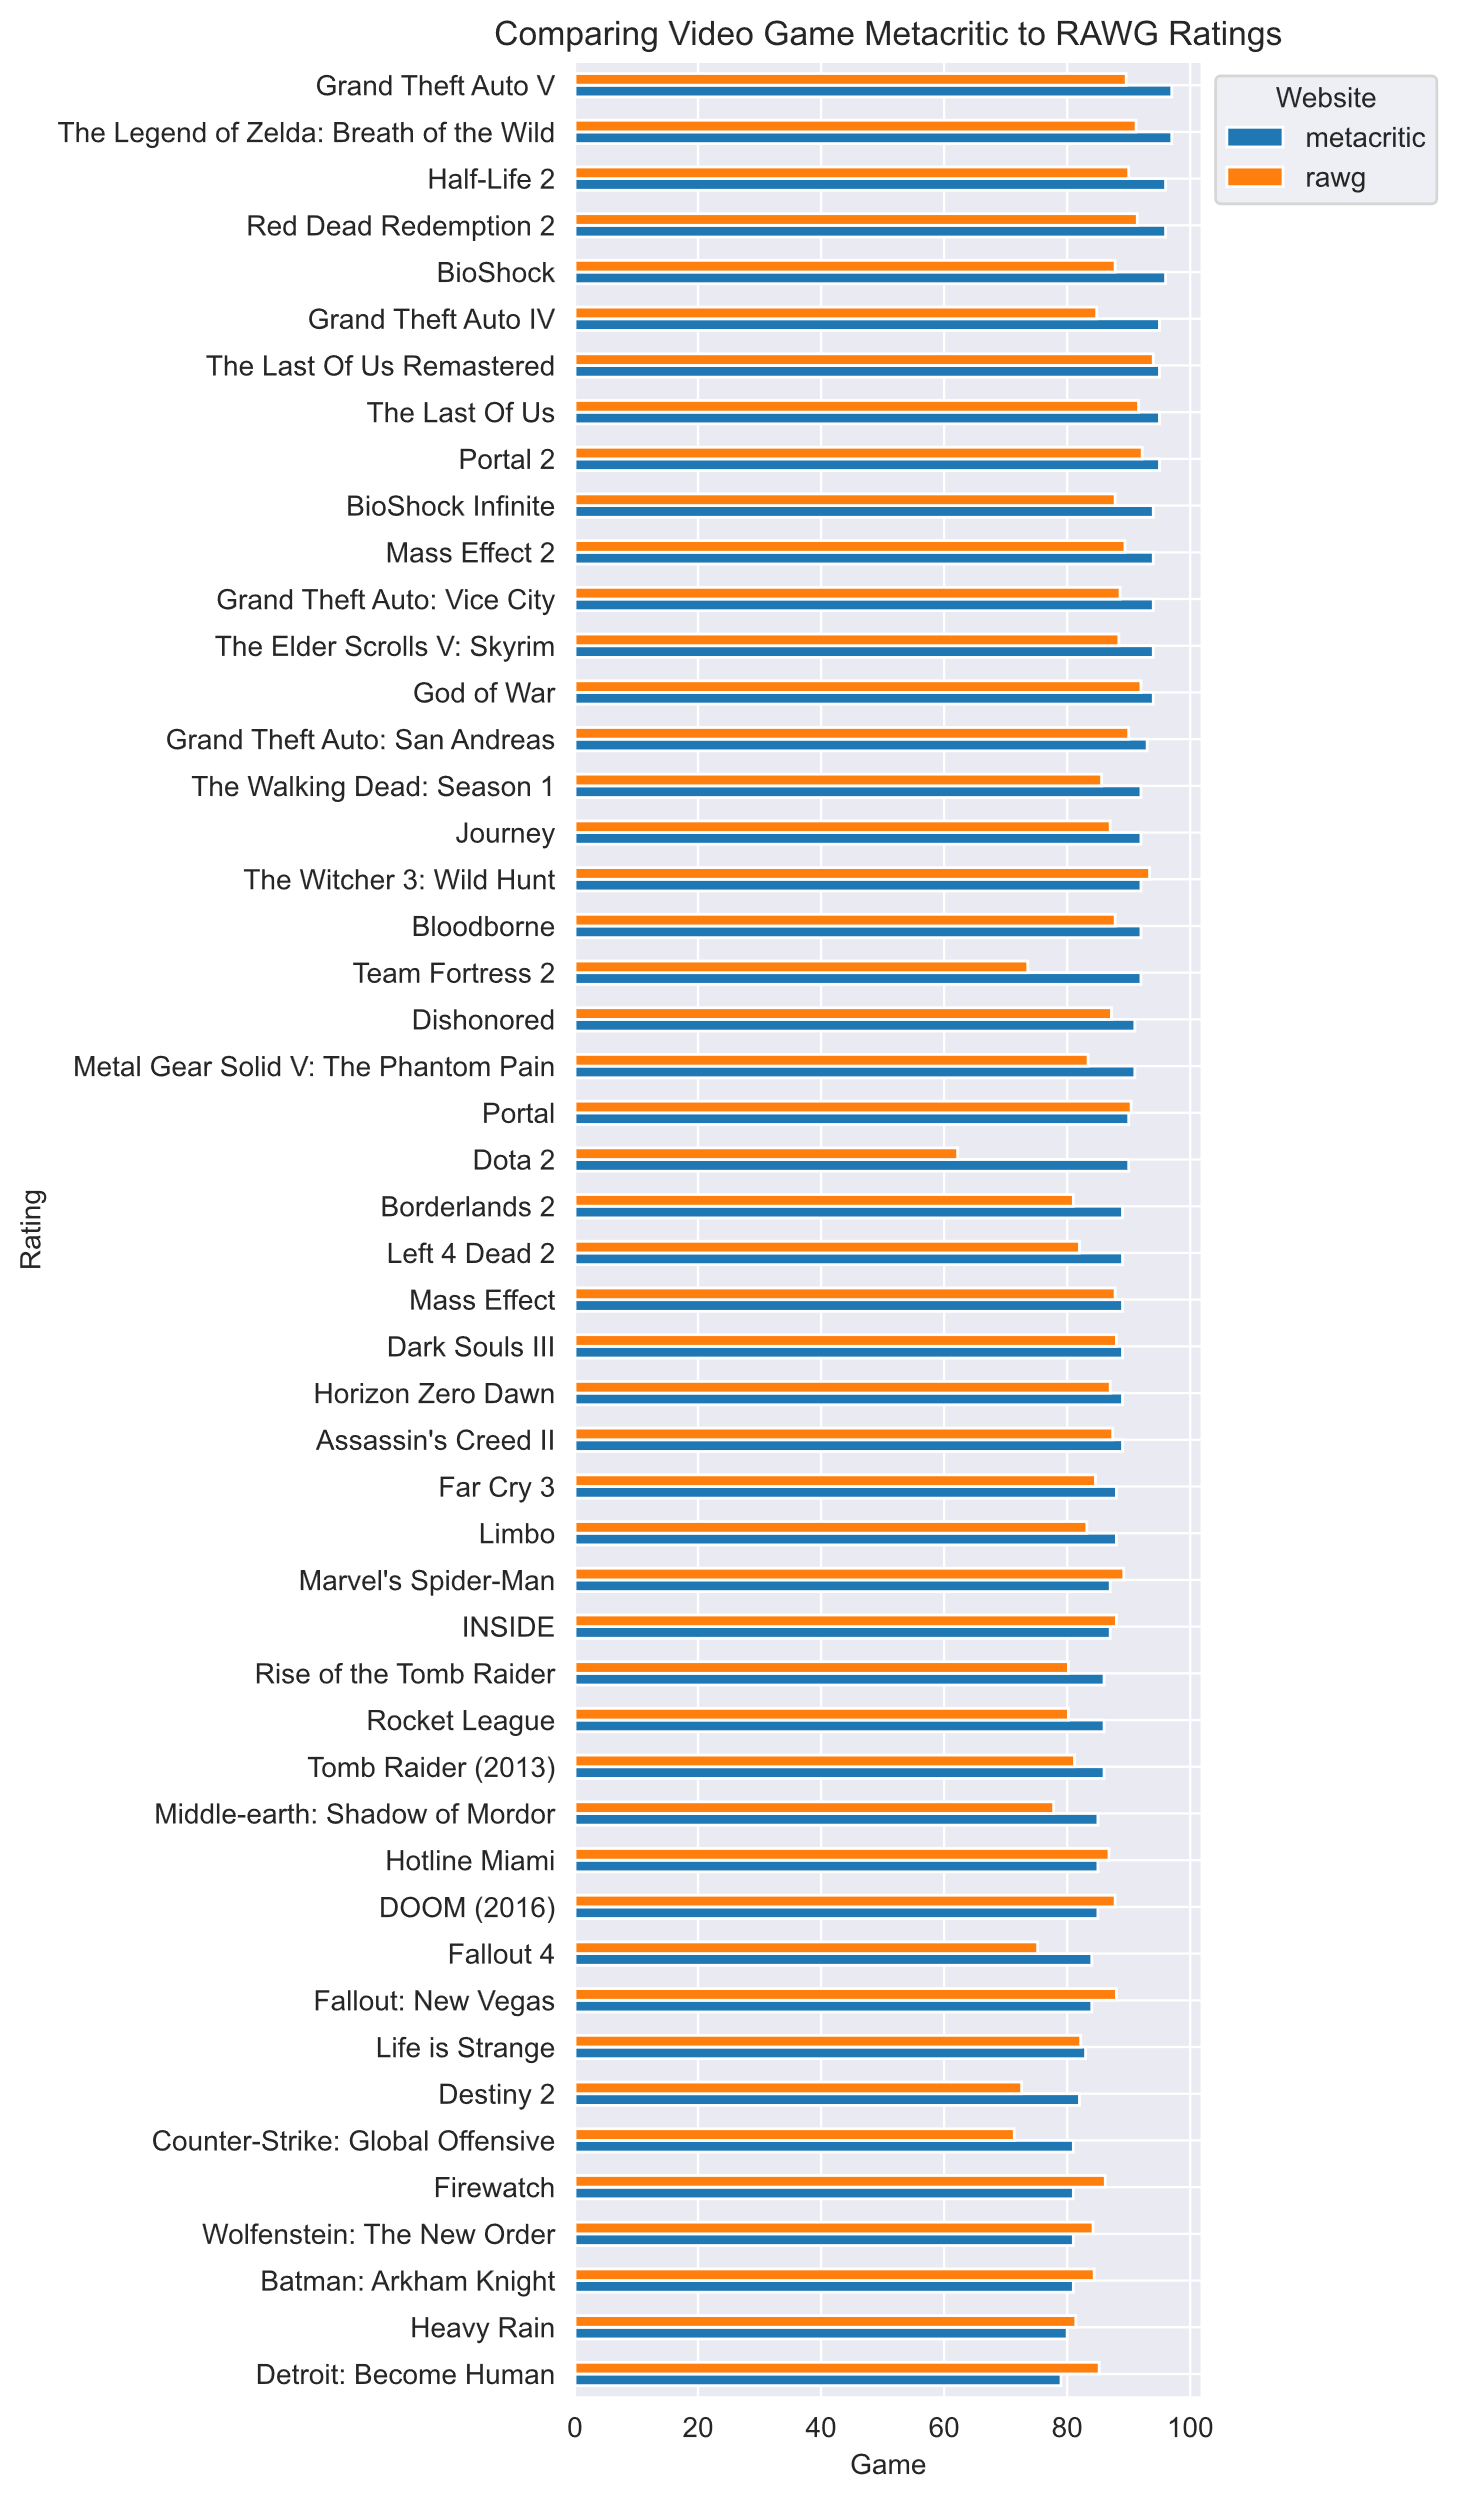 Comparing Video Game Metacritic to RAWG Ratings
Website
metacritic
rawg
Grand Theft Auto V
The Legend of Zelda: Breath of the Wild
Half-Life 2
Red Dead Redemption 2
BioShock
Grand Theft Auto IV
The Last Of Us Remastered
The Last Of Us
Portal 2
BioShock Infinite
Mass Effect 2
Grand Theft Auto: Vice City
The Elder Scrolls V: Skyrim
God of War
Grand Theft Auto: San Andreas
The Walking Dead: Season 1
Journey
The Witcher 3: Wild Hunt
Bloodborne
Team Fortress 2
Dishonored
Metal Gear Solid V: The Phantom Pain
Portal
Dota 2
Borderlands 2
Left 4 Dead 2
Mass Effect
Dark Souls III
Horizon Zero Dawn
Assassin's Creed II
Far Cry 3
Limbo
Marvel's Spider-Man
INSIDE
Rise of the Tomb Raider
Rocket League
Tomb Raider (2013)
Middle-earth: Shadow of Mordor
Hotline Miami
DOOM (2016)
Fallout 4
Fallout: New Vegas
Life is Strange
Destiny 2
Counter-Strike: Global Offensive
Firewatch
Wolfenstein: The New Order
Batman: Arkham Knight
Heavy Rain
Detroit: Become Human
Rating
0 20 40 60 80 100
Game